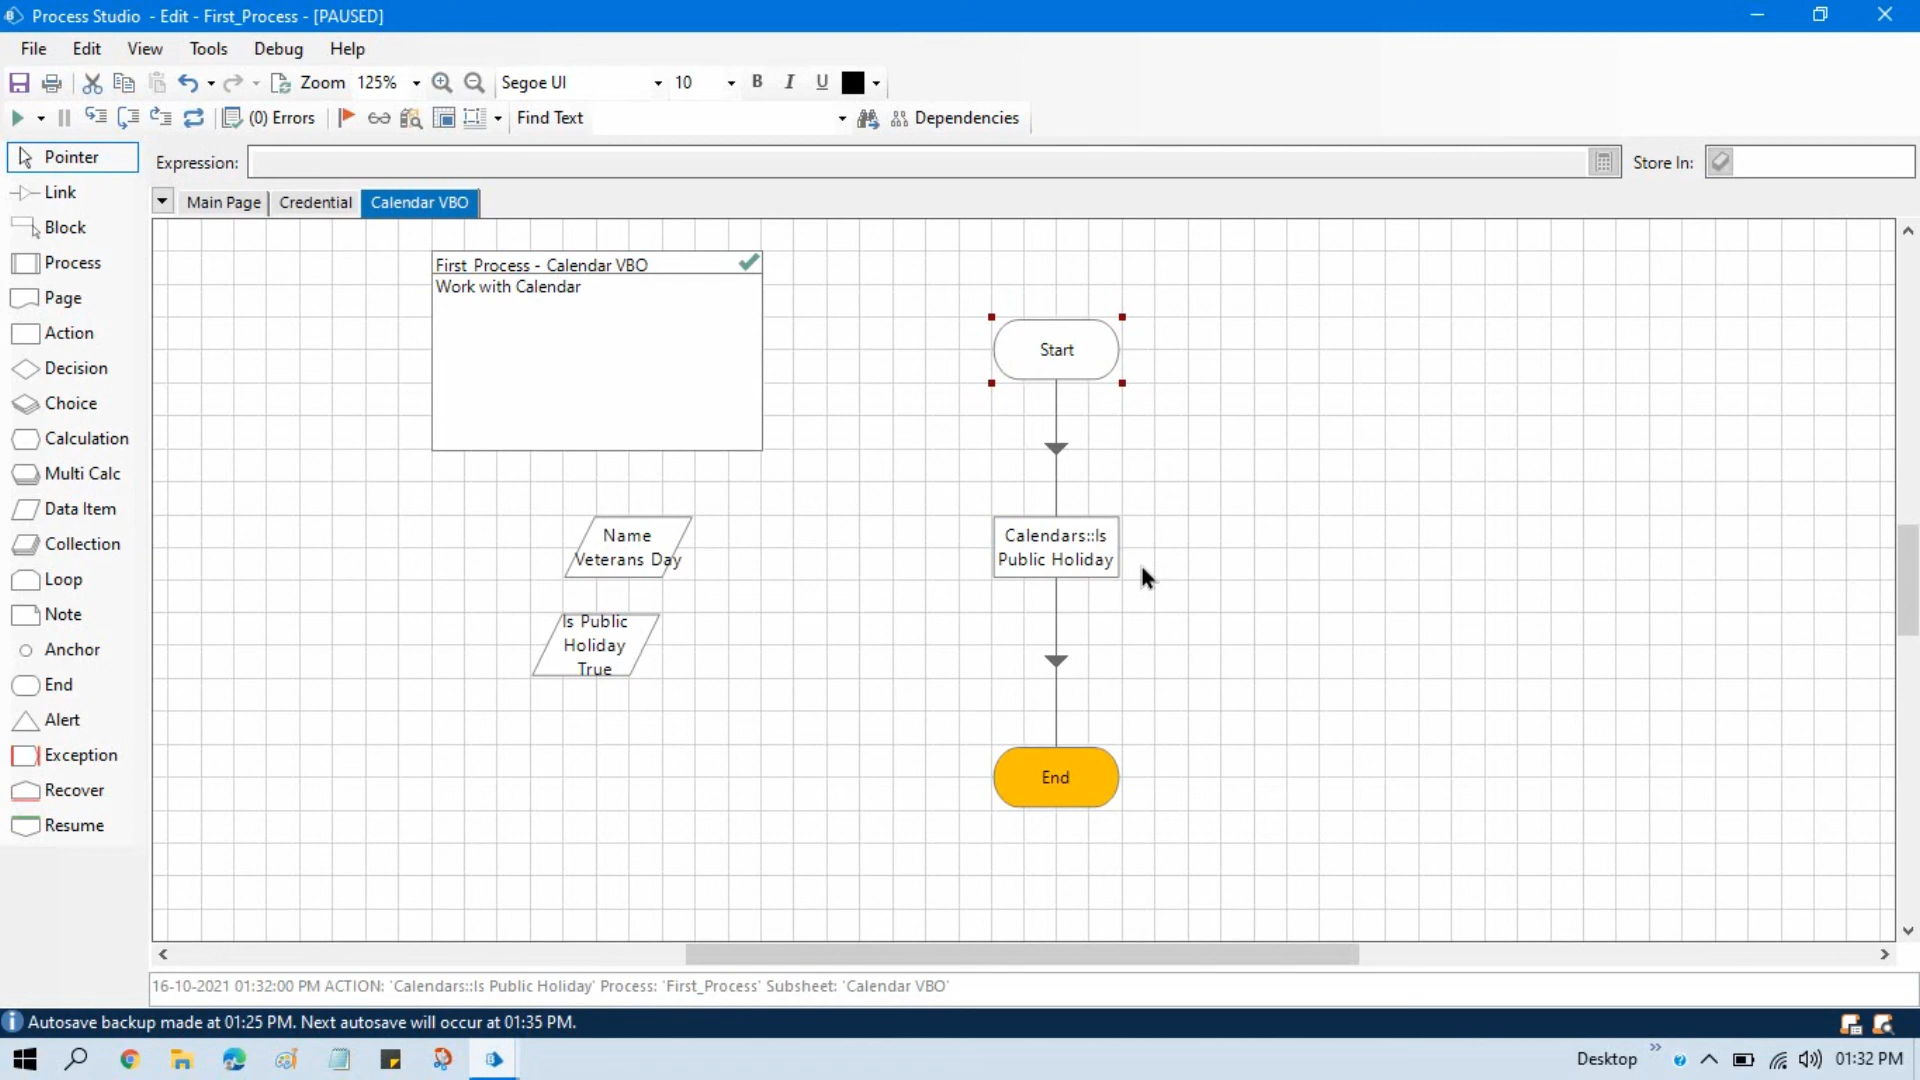 Process Studio - Edit - First_Process - [PAUSED]
File Edit View Tools Debug Help
Zoom 125% Segoe UI 10 B I U
(0) Errors Find Text Dependencies
Pointer
Link
Block
Process
Page
Action
Decision
Choice
Calculation
Multi Calc
Data Item
Collection
Loop
Note
Anchor
End
Alert
Exception
Recover
Resume
Expression: Store In:
Main Page Credential Calendar VBO
First_Process - Calendar VBO
Work with Calendar
Start
Name
Veterans Day
Calendars::Is
Public Holiday
Is Public
Holiday
True
End
16-10-2021 01:32:00 PM ACTION: 'Calendars::Is Public Holiday' Process: 'First_Process' Subsheet: 'Calendar VBO'
Autosave backup made at 01:25 PM. Next autosave will occur at 01:35 PM.
Desktop 01:32 PM